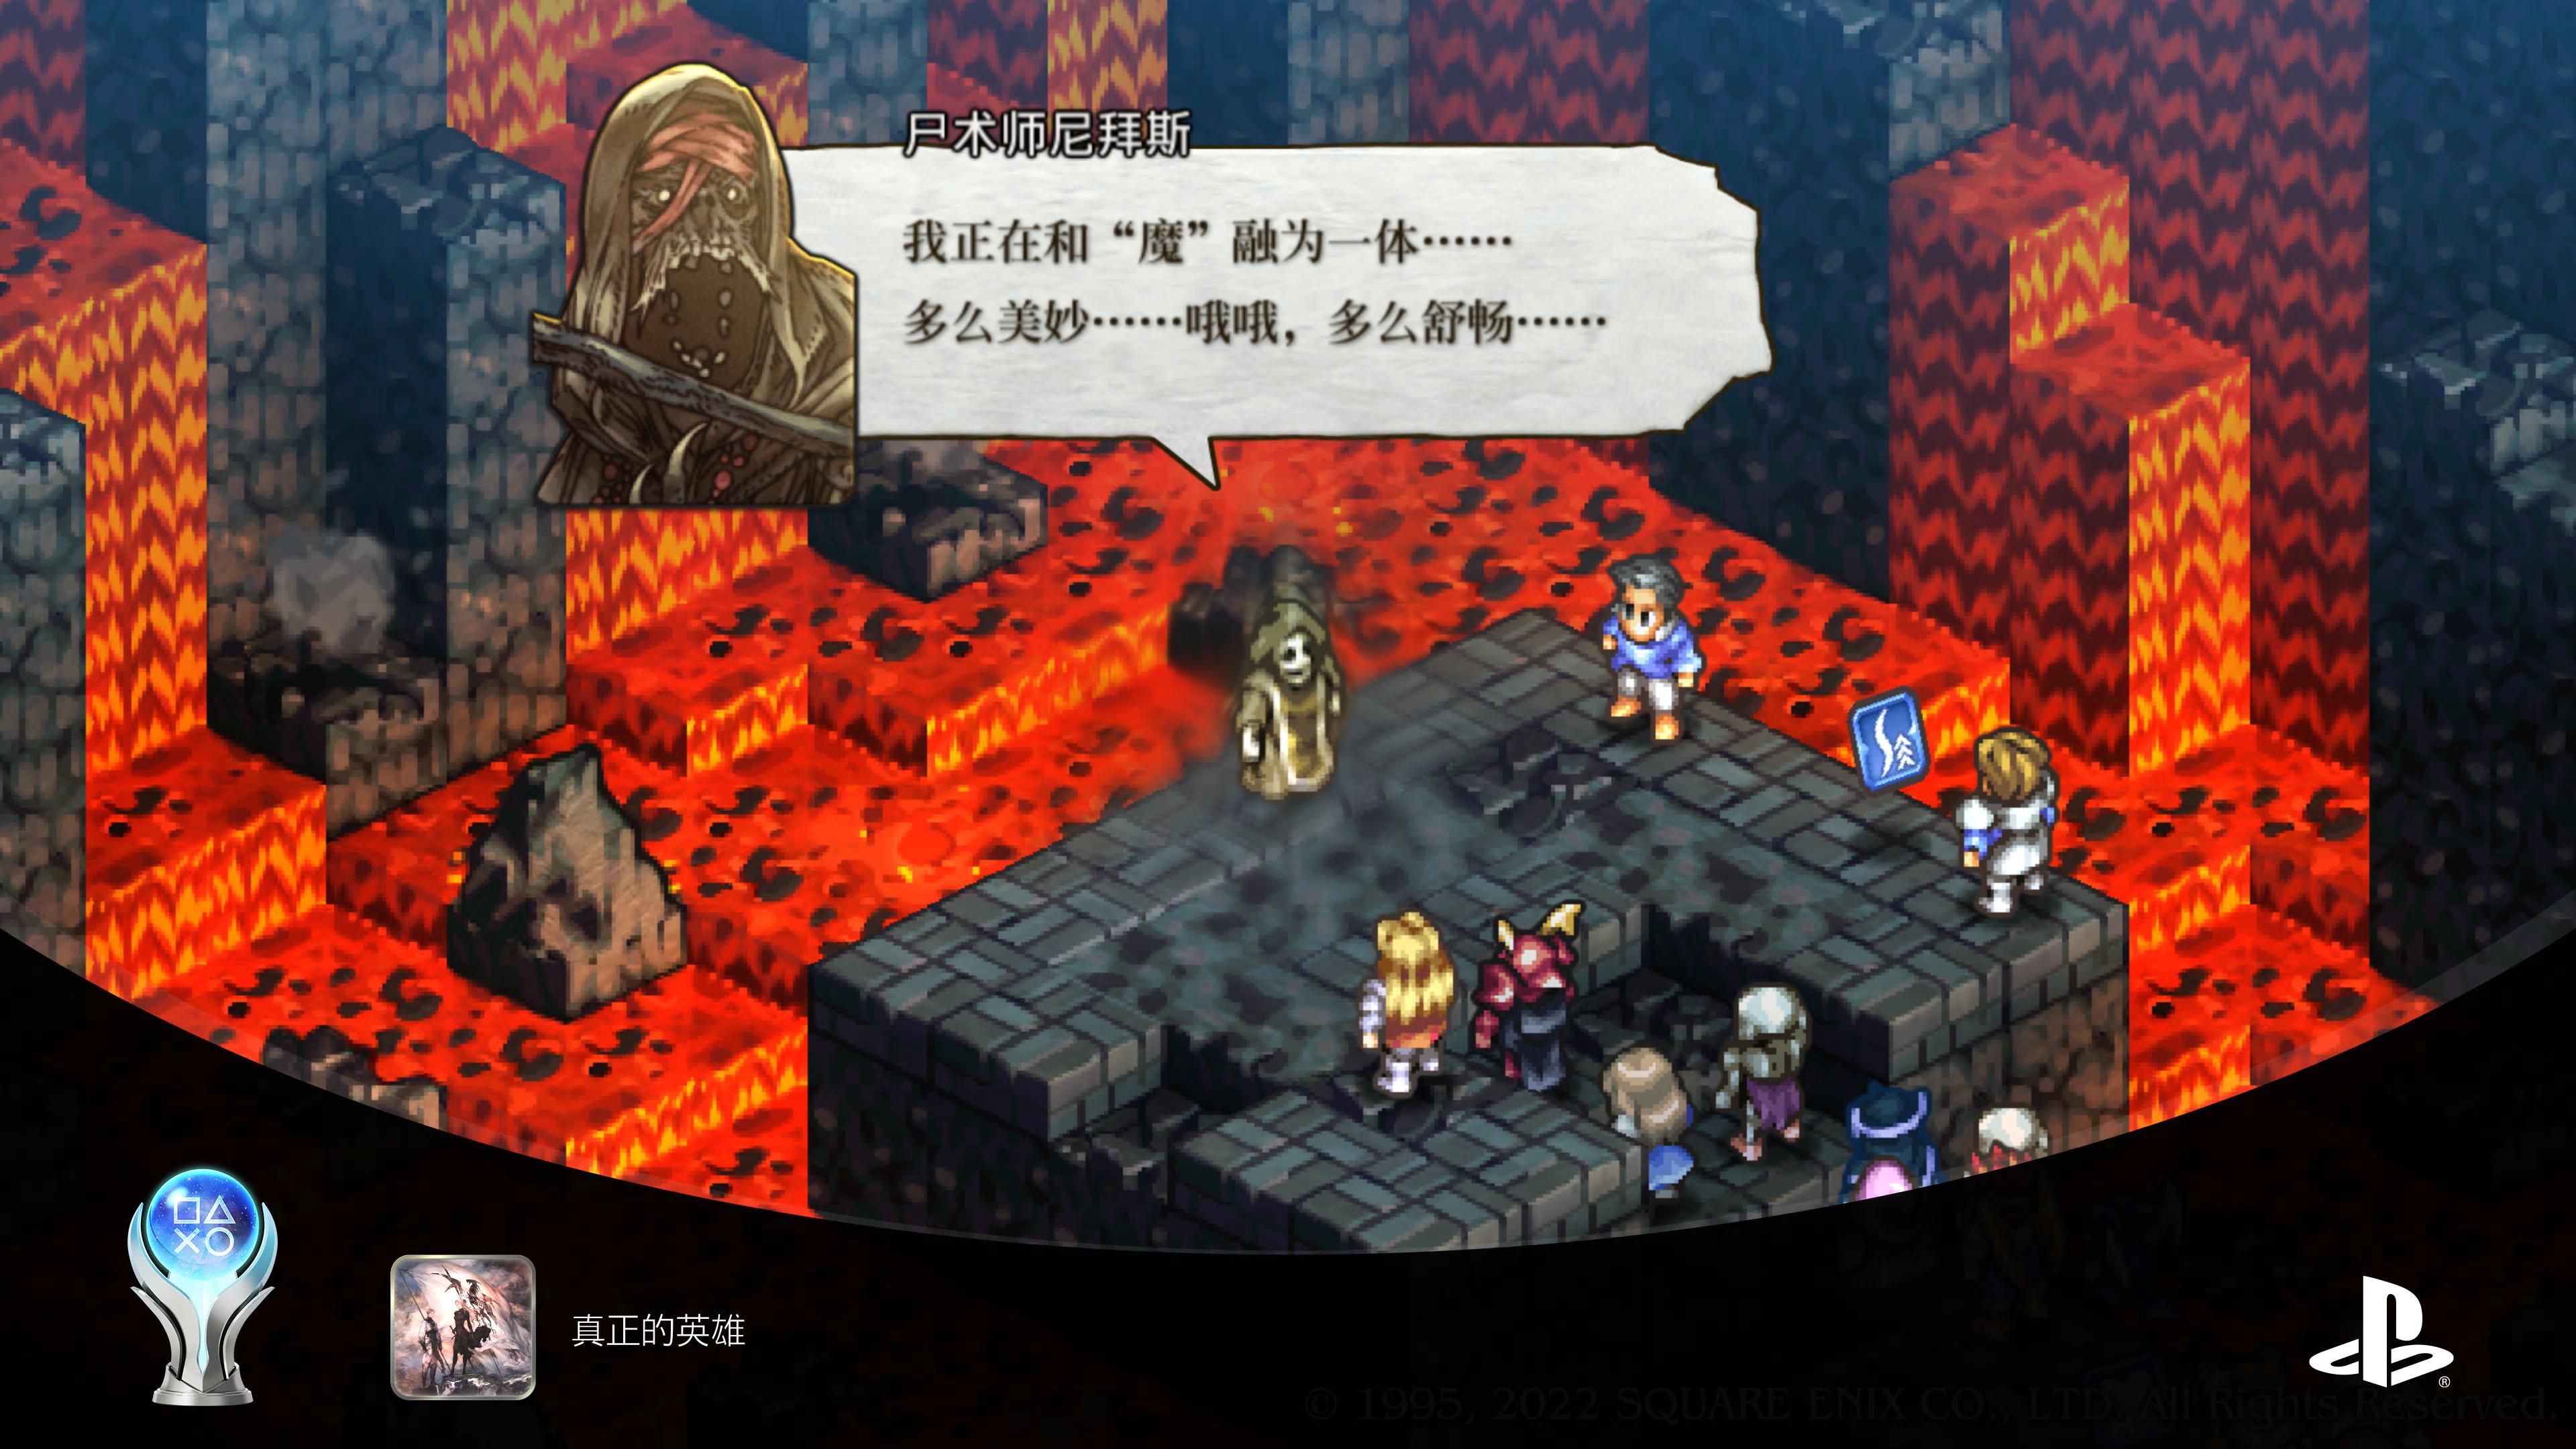 尸术师尼拜斯
我正在和“魔”融为一体……
多么美妙……哦哦，多么舒畅……
真正的英雄
© 1995, 2022 SQUARE ENIX CO., LTD. All Rights Reserved.